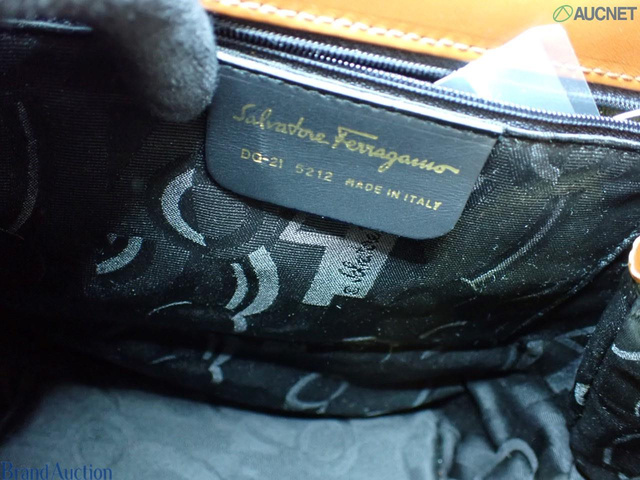 AUCNET
Salvatore Ferragamo
DQ-21 5212 MADE IN ITALY
Brand Auction